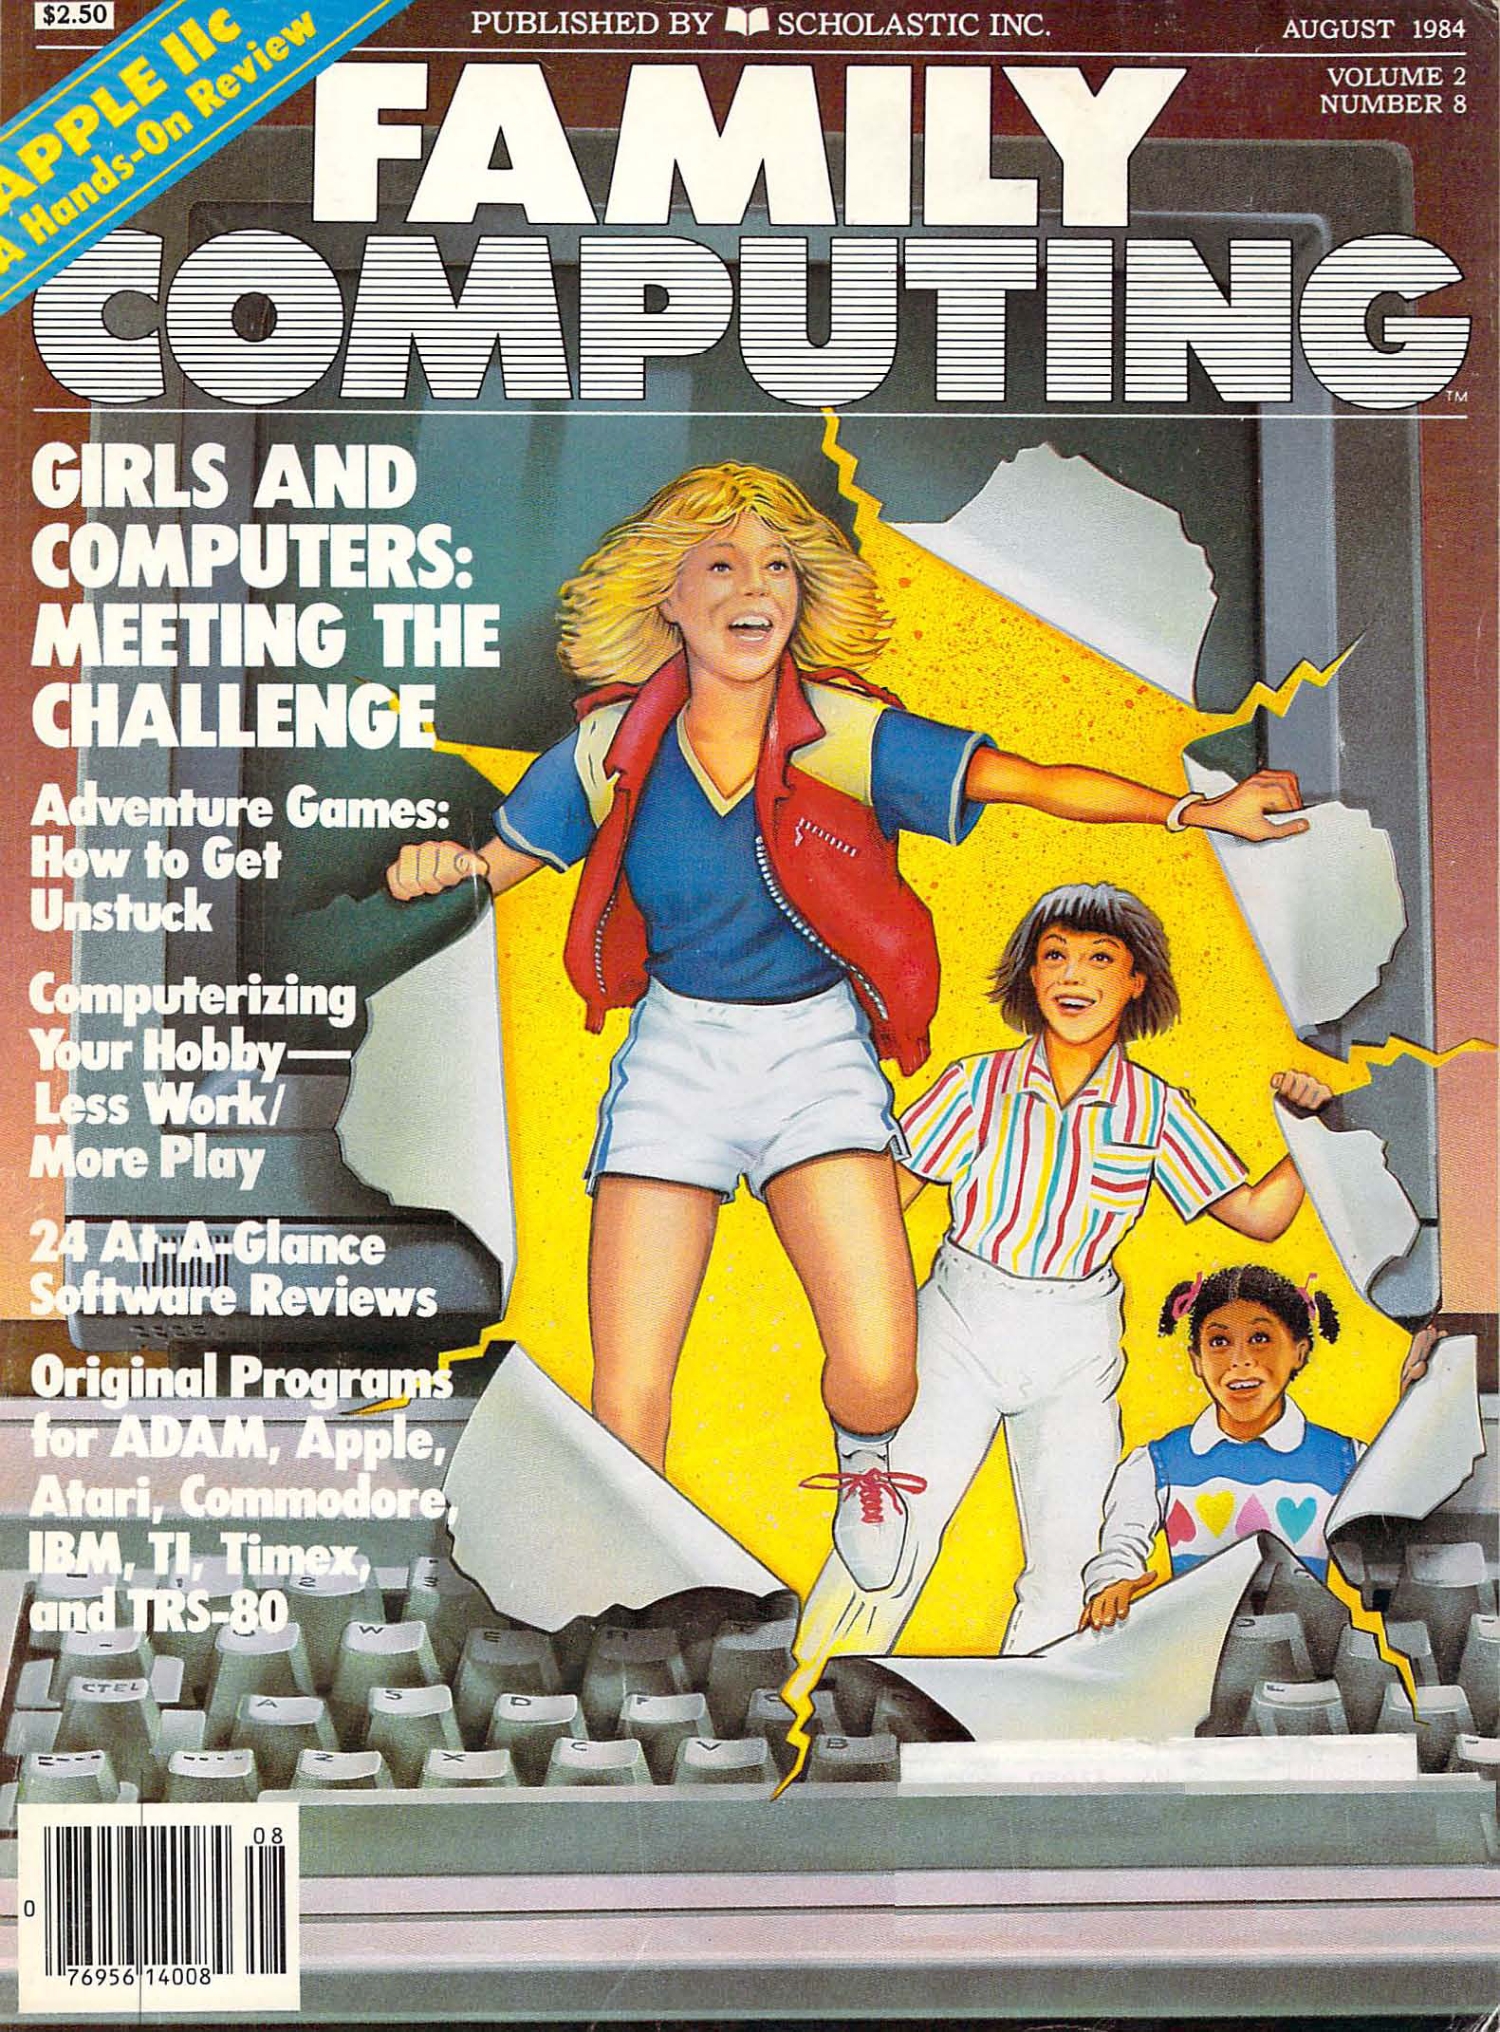 $2.50
PUBLISHED BY SCHOLASTIC INC.
AUGUST 1984
VOLUME 2
NUMBER 8
APPLE IIc
A Hands-On Review
FAMILY
COMPUTING
TM
GIRLS AND
COMPUTERS:
MEETING THE
CHALLENGE
Adventure Games:
How to Get
Unstuck
Computerizing
Your Hobby—
Less Work/
More Play
24 At-A-Glance
Software Reviews
Original Programs
for ADAM, Apple,
Atari, Commodore,
IBM, TI, Timex,
and TRS-80
W E
CTEL A S D F
Z X C V B
08
0 76956 14008